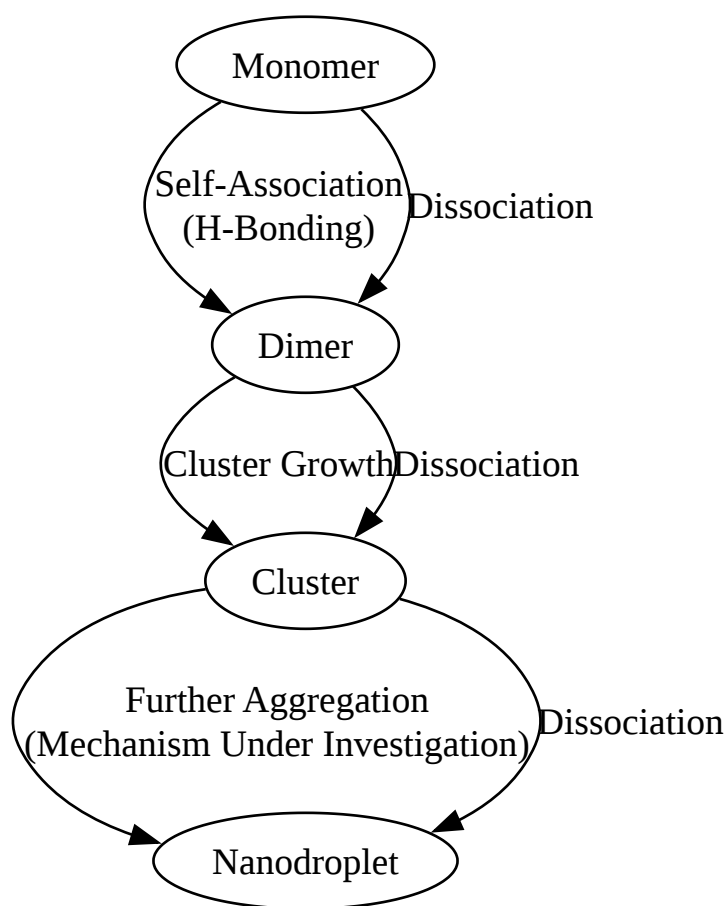 Monomer
Self-Association
(H-Bonding)
Dissociation
Dimer
Cluster Growth
Dissociation
Cluster
Further Aggregation
(Mechanism Under Investigation)
Dissociation
Nanodroplet